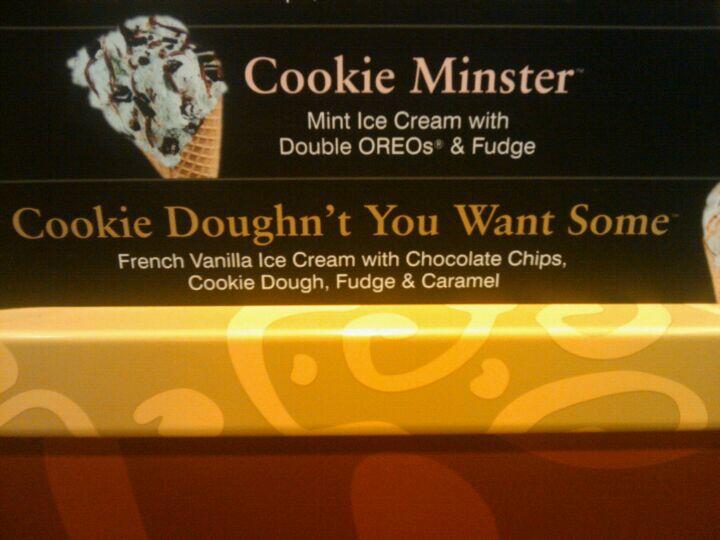 Cookie Minster™
Mint Ice Cream with
Double OREOs® & Fudge
Cookie Doughn't You Want Some™
French Vanilla Ice Cream with Chocolate Chips,
Cookie Dough, Fudge & Caramel